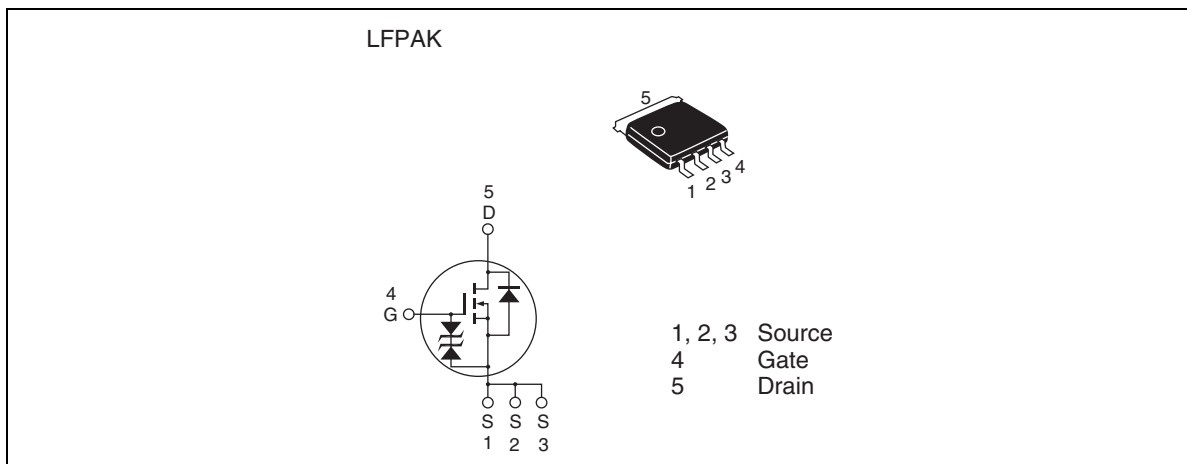 LFPAK
5
1 2 3 4
5
D
4
G
S S S
1 2 3
1, 2, 3 Source
4 Gate
5 Drain